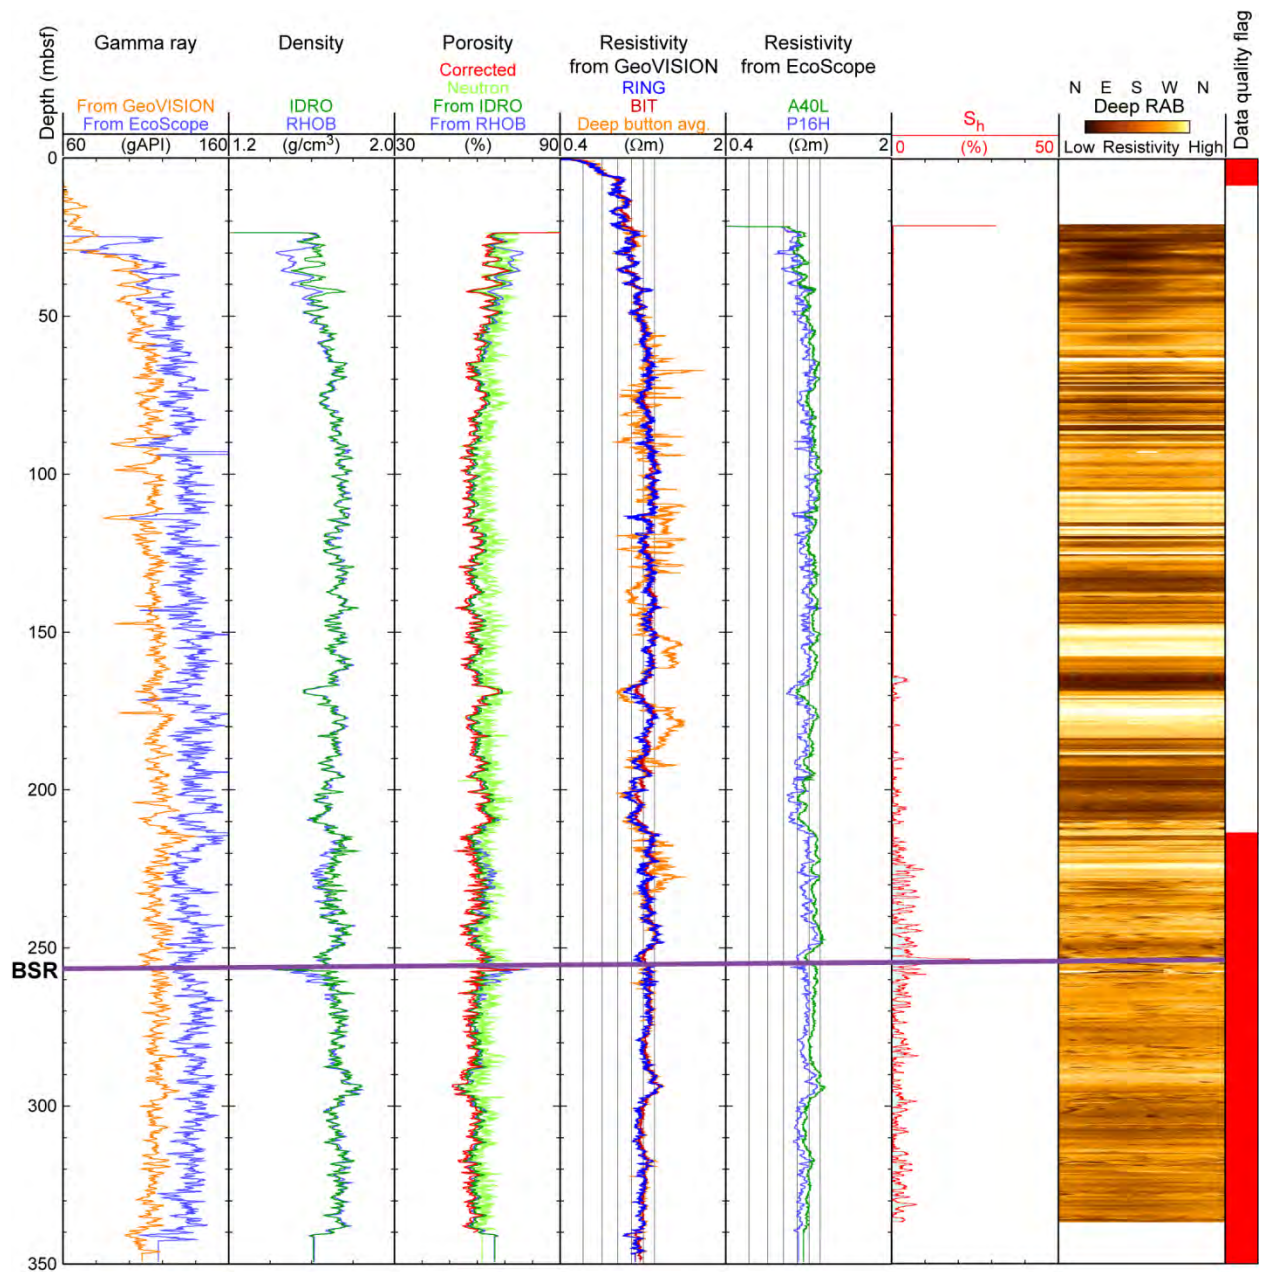 Depth (mbsf)
Gamma ray
From GeoVISION
From EcoScope
60 (gAPI) 160
Density
IDRO
RHOB
1.2 (g/cm³) 2.0
Porosity
Corrected
Neutron
From IDRO
From RHOB
30 (%) 90
Resistivity
from GeoVISION
RING
BIT
Deep button avg.
0.4 (Ωm) 2
Resistivity
from EcoScope
A40L
P16H
0.4 (Ωm) 2
Sh
0 (%) 50
N E S W N
Deep RAB
Low Resistivity High
Data quality flag
0
50
100
150
200
250
BSR
300
350